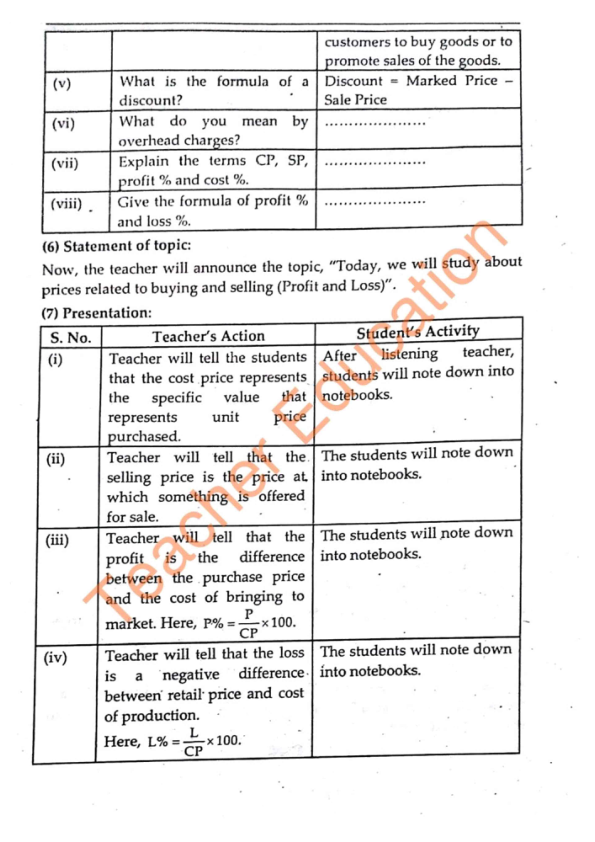 customers to buy goods or to
promote sales of the goods.
(v) What is the formula of a Discount = Marked Price –
discount? Sale Price
(vi) What do you mean by .....................
overhead charges?
(vii) Explain the terms CP, SP, .....................
profit % and cost %.
(viii) Give the formula of profit % .....................
and loss %.
(6) Statement of topic:
Now, the teacher will announce the topic, "Today, we will study about
prices related to buying and selling (Profit and Loss)".
(7) Presentation:
S. No. Teacher's Action Student's Activity
(i) Teacher will tell the students After listening teacher,
that the cost price represents students will note down into
the specific value that notebooks.
represents unit price
purchased.
(ii) Teacher will tell that the The students will note down
selling price is the price at into notebooks.
which something is offered
for sale.
(iii) Teacher will tell that the The students will note down
profit is the difference into notebooks.
between the purchase price
and the cost of bringing to
market. Here, P% = P/CP × 100.
(iv) Teacher will tell that the loss The students will note down
is a negative difference into notebooks.
between retail price and cost
of production.
Here, L% = L/CP × 100.
Teacher Education